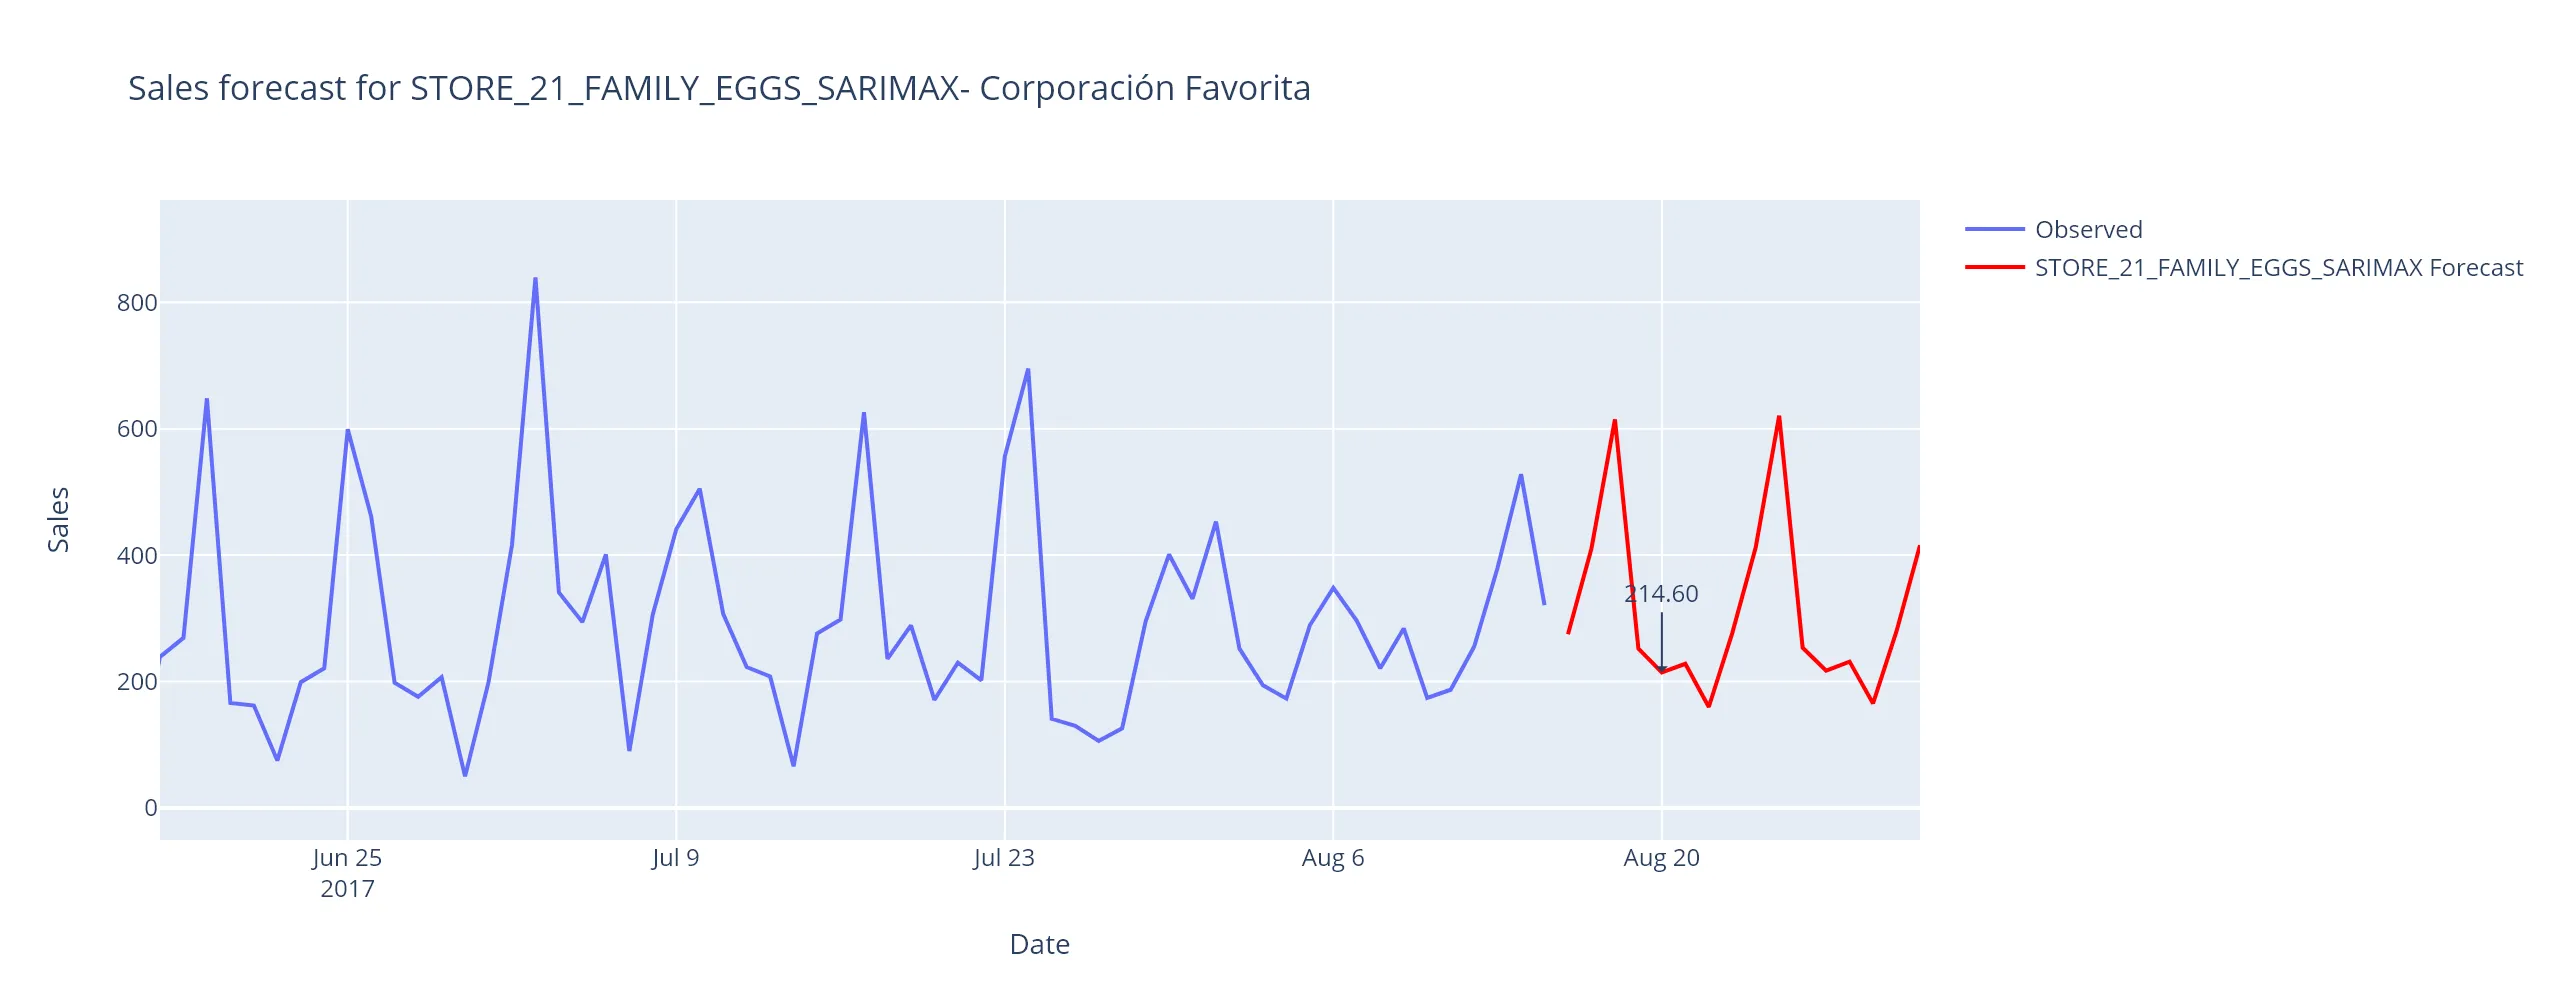 Sales forecast for STORE_21_FAMILY_EGGS_SARIMAX- Corporación Favorita
Observed
STORE_21_FAMILY_EGGS_SARIMAX Forecast
Sales
800
600
400
200
0
214.60
Jun 25
2017
Jul 9
Jul 23
Aug 6
Aug 20
Date